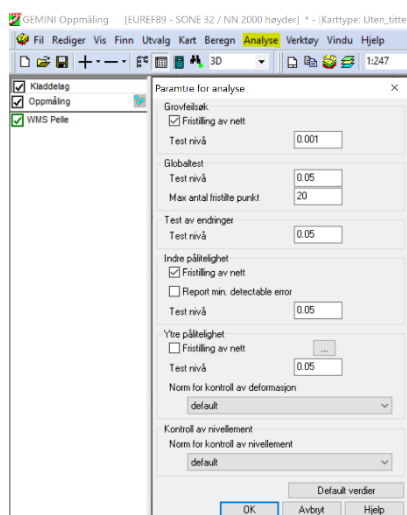 GEMINI Oppmåling [EUREF89 - SONE 32 / NN 2000 høyder] * - [Karttype: Uten_titte
Fil Rediger Vis Finn Utvalg Kart Beregn Analyse Verktøy Vindu Hjelp
3D 1:247
Kladdelag
Oppmåling
WMS Pelle
Paramtre for analyse
Grovfeilsøk
Fristilling av nett
Test nivå 0.001
Globaltest
Test nivå 0.05
Max antal fristilte punkt 20
Test av endringer
Test nivå 0.05
Indre pålitelighet
Fristilling av nett
Report min. detectable error
Test nivå 0.05
Ytre pålitelighet
Fristilling av nett ...
Test nivå 0.05
Norm for kontroll av deformasjon
default
Kontroll av nivellement
Norm for kontroll av nivellement
default
Default verdier
OK Avbryt Hjelp